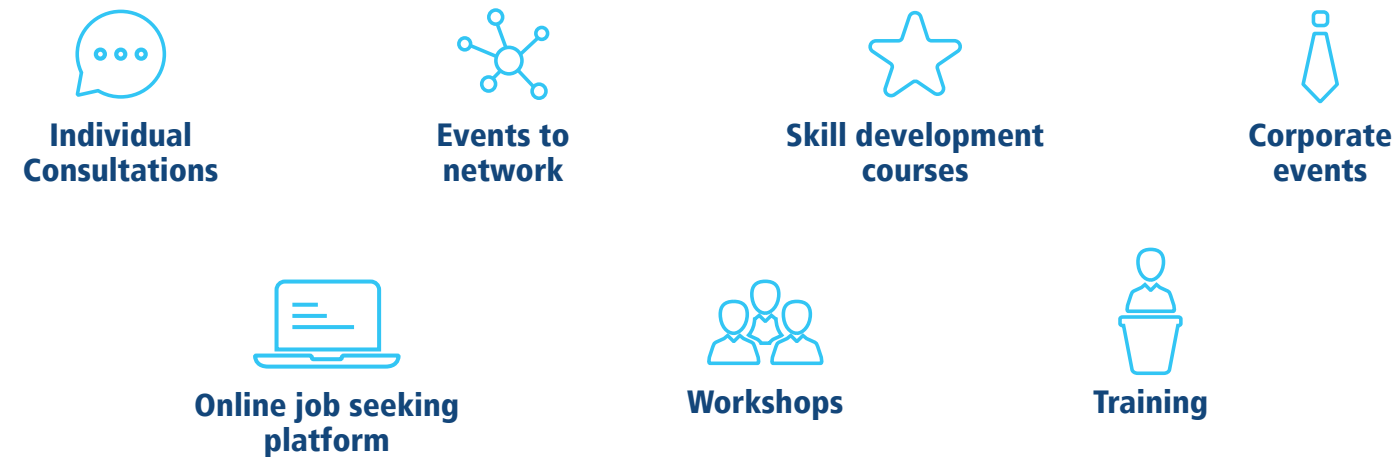 Individual
Consultations
Events to
network
Skill development
courses
Corporate
events
Online job seeking
platform
Workshops
Training